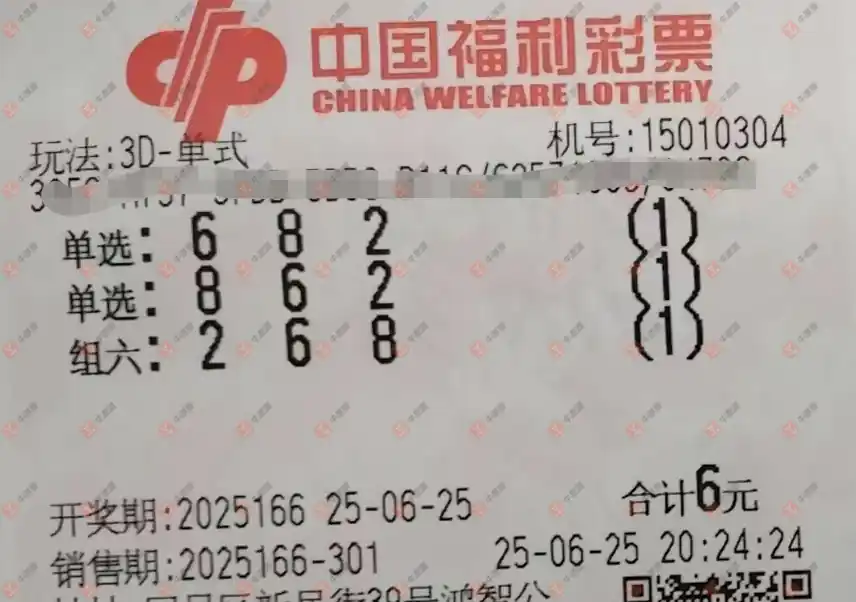 中国福利彩票
CHINA WELFARE LOTTERY
玩法:3D-单式 机号:15010304
单选: 6 8 2 (1)
单选: 8 6 2 (1)
组六: 2 6 8 (1)
开奖期:2025166 25-06-25 合计6元
销售期:2025166-301 25-06-25 20:24:24